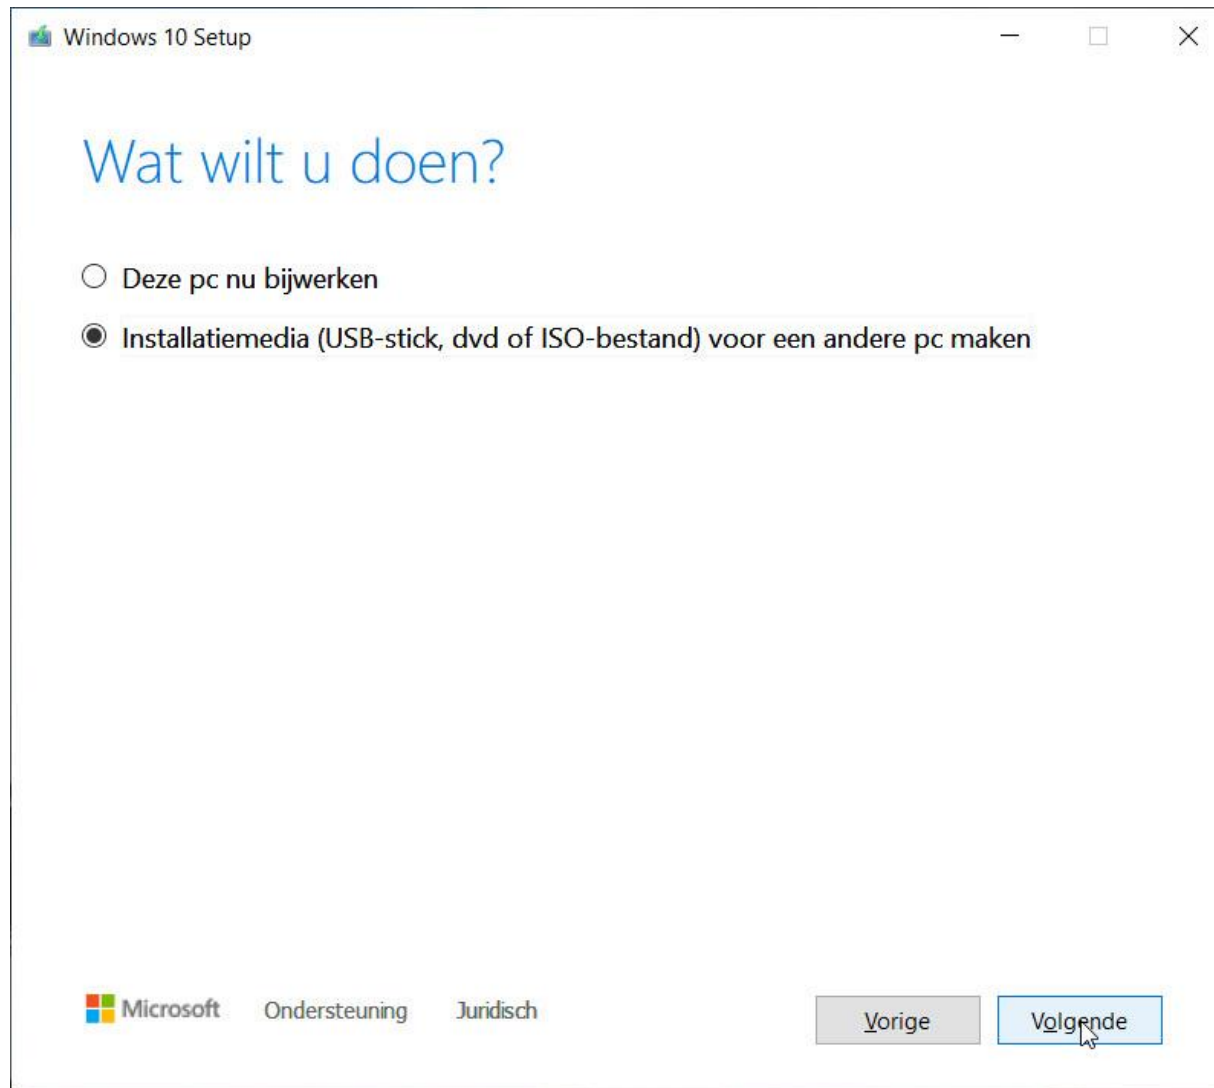 Windows 10 Setup
Wat wilt u doen?
Deze pc nu bijwerken
Installatiemedia (USB-stick, dvd of ISO-bestand) voor een andere pc maken
Microsoft Ondersteuning Juridisch Vorige Volgende